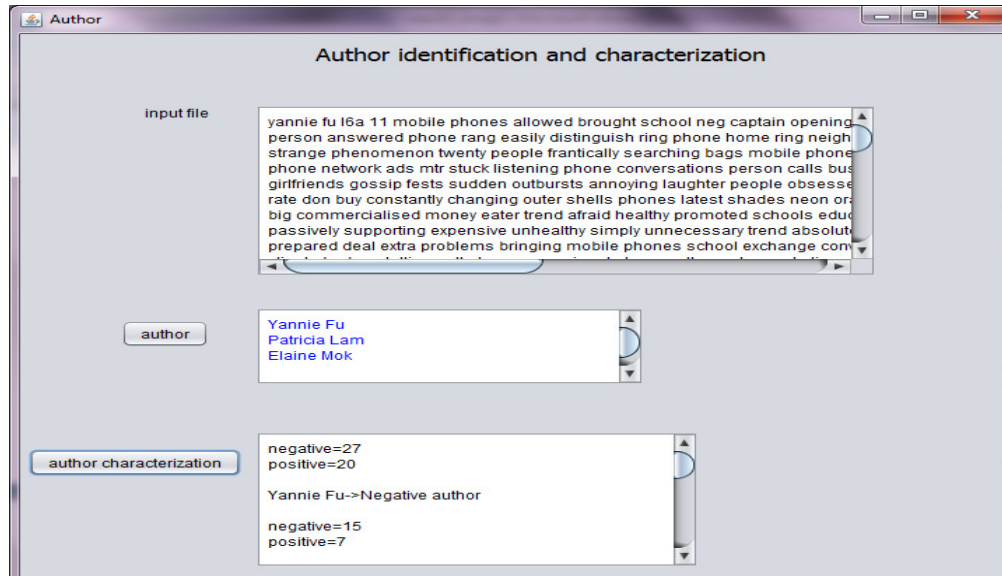 Author
Author identification and characterization
input file
yannie fu l6a 11 mobile phones allowed brought school neg captain opening
person answered phone rang easily distinguish ring phone home ring neigh
strange phenomenon twenty people frantically searching bags mobile phone
phone network ads mtr stuck listening phone conversations person calls bus
girlfriends gossip fests sudden outbursts annoying laughter people obsesse
rate don buy constantly changing outer shells phones latest shades neon or
big commercialised money eater trend afraid healthy promoted schools educ
passively supporting expensive unhealthy simply unnecessary trend absolut
prepared deal extra problems bringing mobile phones school exchange con
author
Yannie Fu
Patricia Lam
Elaine Mok
author characterization
negative=27
positive=20
Yannie Fu->Negative author
negative=15
positive=7